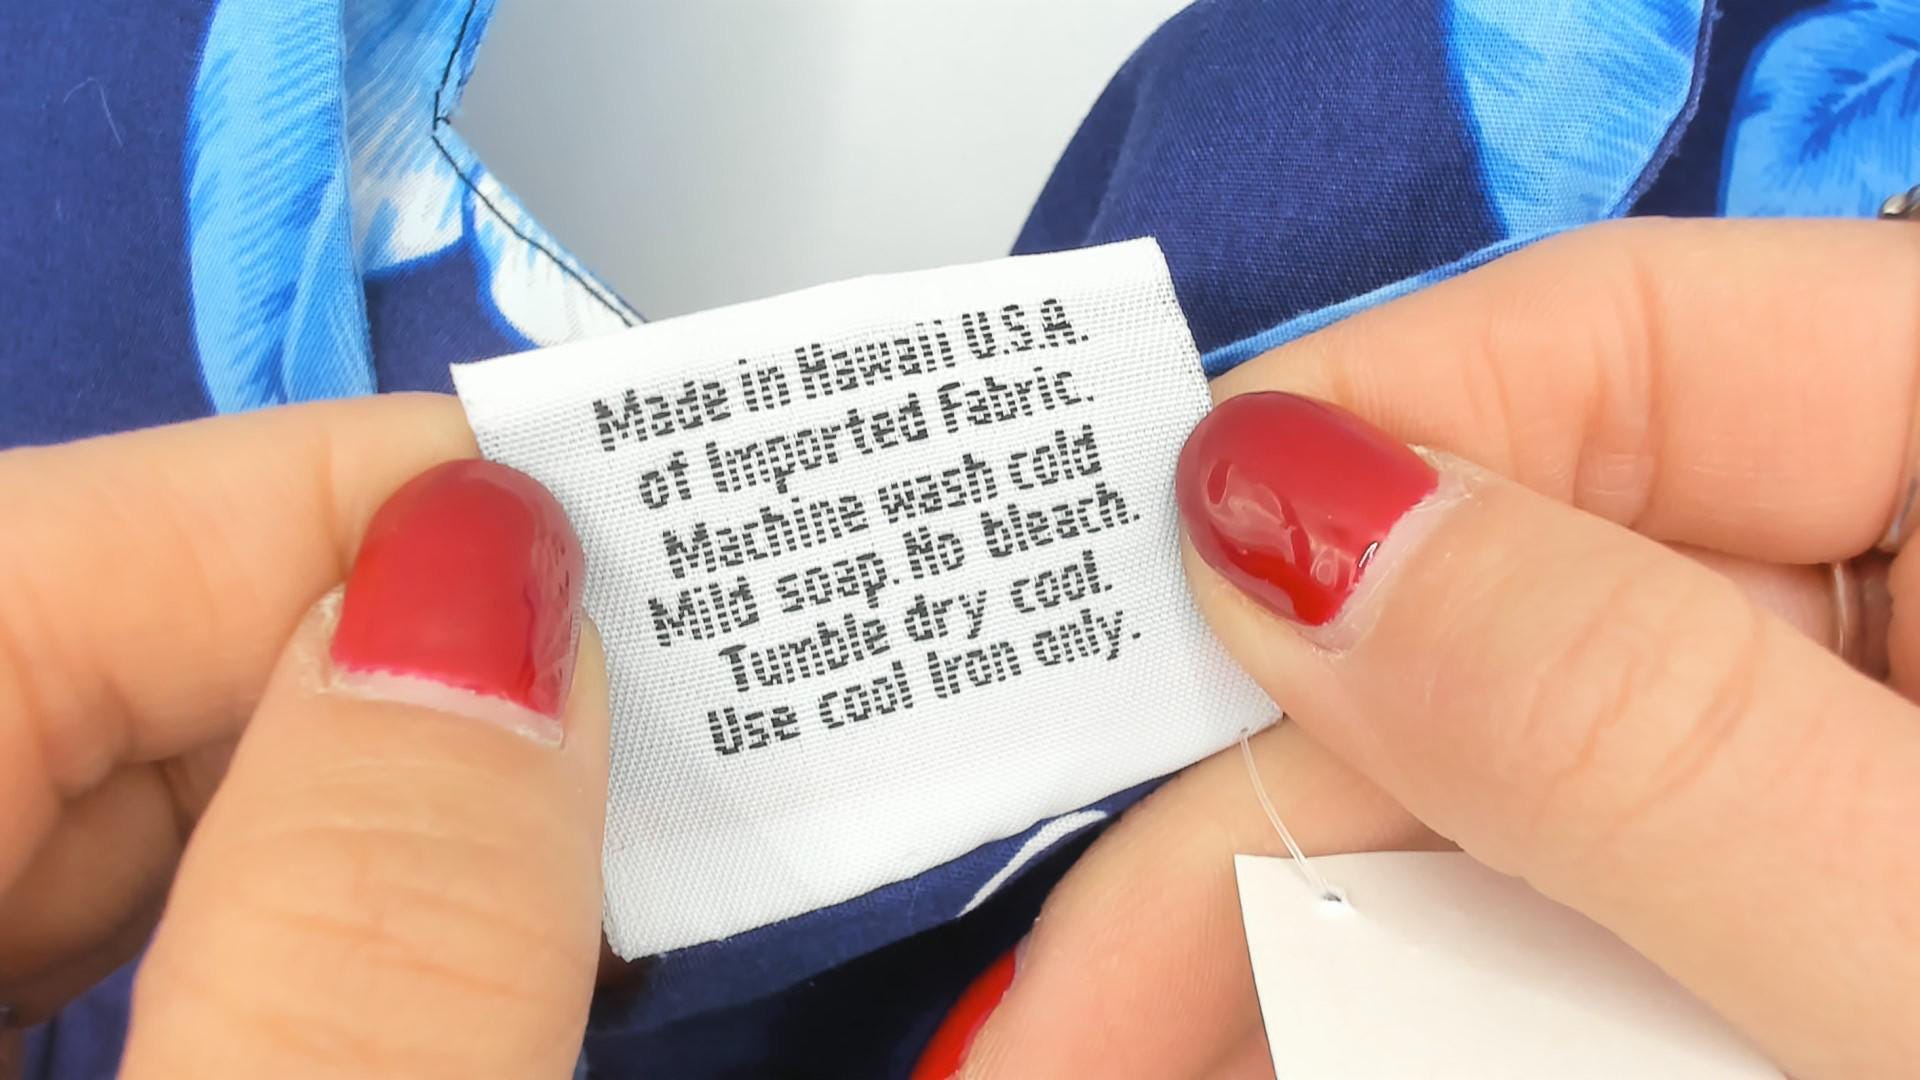 Made in Hawaii U.S.A.
of Imported Fabric.
Machine wash cold
Mild soap. No bleach.
Tumble dry cool.
Use cool Iron only.